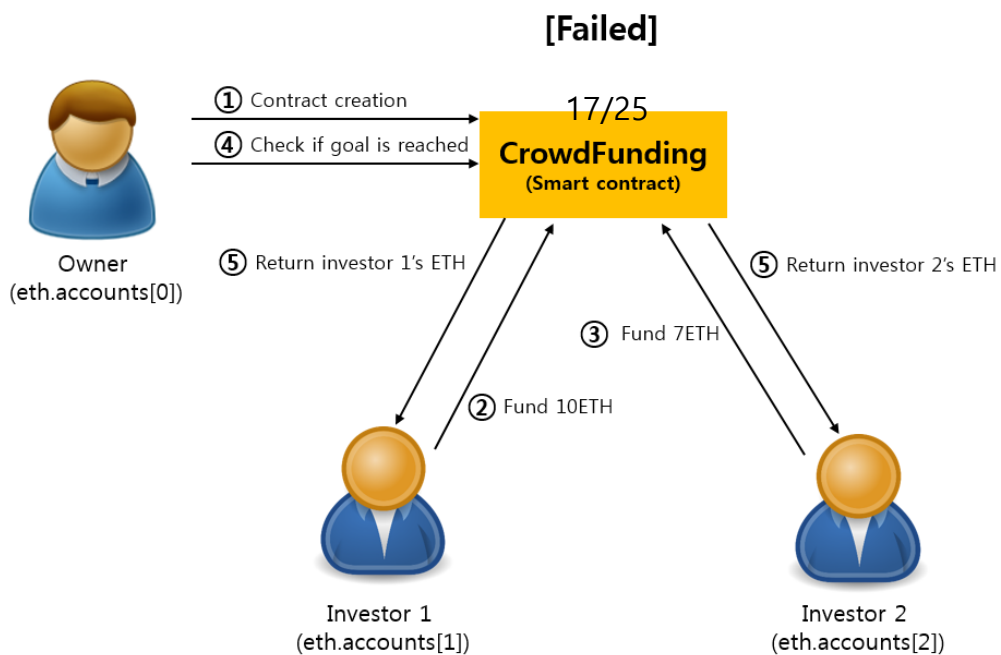 [Failed]
① Contract creation
④ Check if goal is reached
17/25
CrowdFunding
(Smart contract)
Owner
(eth.accounts[0])
⑤ Return investor 1’s ETH
⑤ Return investor 2’s ETH
③ Fund 7ETH
② Fund 10ETH
Investor 1
(eth.accounts[1])
Investor 2
(eth.accounts[2])